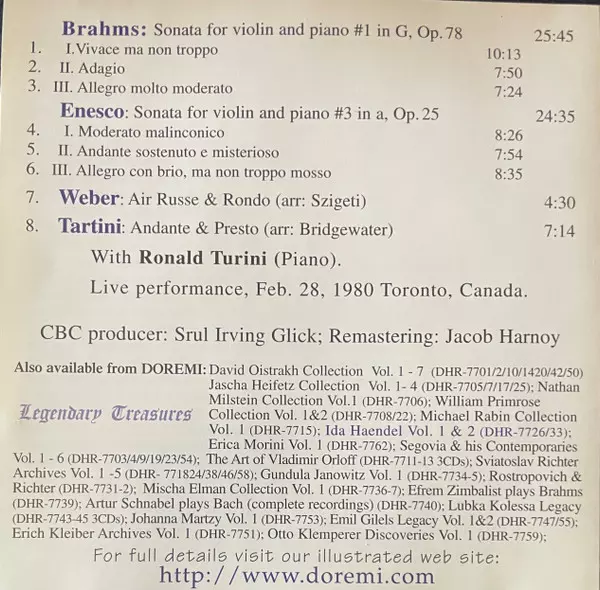 Brahms: Sonata for violin and piano #1 in G, Op.78 25:45
1. I.Vivace ma non troppo 10:13
2. II. Adagio 7:50
3. III. Allegro molto moderato 7:24
Enesco: Sonata for violin and piano #3 in a, Op.25 24:35
4. I. Moderato malinconico 8:26
5. II. Andante sostenuto e misterioso 7:54
6. III. Allegro con brio, ma non troppo mosso 8:35
7. Weber: Air Russe & Rondo (arr: Szigeti) 4:30
8. Tartini: Andante & Presto (arr: Bridgewater) 7:14
With Ronald Turini (Piano).
Live performance, Feb. 28, 1980 Toronto, Canada.
CBC producer: Srul Irving Glick; Remastering: Jacob Harnoy
Also available from DOREMI: David Oistrakh Collection Vol. 1 - 7 (DHR-7701/2/10/1420/42/50)
Jascha Heifetz Collection Vol. 1- 4 (DHR-7705/7/17/25); Nathan
Milstein Collection Vol.1 (DHR-7706); William Primrose
Legendary Treasures Collection Vol. 1&2 (DHR-7708/22); Michael Rabin Collection
Vol. 1 (DHR-7715); Ida Haendel Vol. 1 & 2 (DHR-7726/33);
Erica Morini Vol. 1 (DHR-7762); Segovia & his Contemporaries
Vol. 1 - 6 (DHR-7703/4/9/19/23/54); The Art of Vladimir Orloff (DHR-7711-13 3CDs); Sviatoslav Richter
Archives Vol. 1 -5 (DHR- 771824/38/46/58); Gundula Janowitz Vol. 1 (DHR-7734-5); Rostropovich &
Richter (DHR-7731-2); Mischa Elman Collection Vol. 1 (DHR-7736-7); Efrem Zimbalist plays Brahms
(DHR-7739); Artur Schnabel plays Bach (complete recordings) (DHR-7740); Lubka Kolessa Legacy
(DHR-7743-45 3CDs); Johanna Martzy Vol. 1 (DHR-7753); Emil Gilels Legacy Vol. 1&2 (DHR-7747/55);
Erich Kleiber Archives Vol. 1 (DHR-7751); Otto Klemperer Discoveries Vol. 1 (DHR-7759);
For full details visit our illustrated web site:
http://www.doremi.com